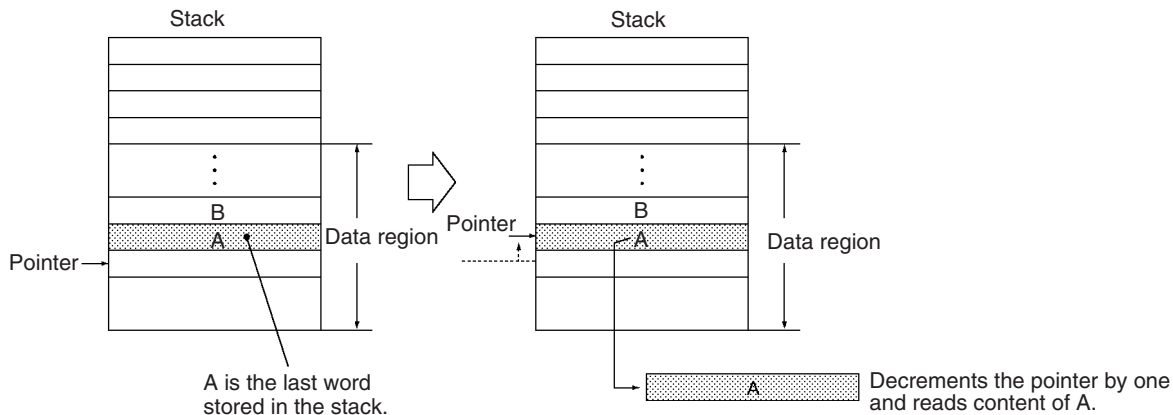 Stack
B
A
Data region
Pointer
A is the last word
stored in the stack.
Stack
B
Pointer
A
Data region
A
Decrements the pointer by one
and reads content of A.